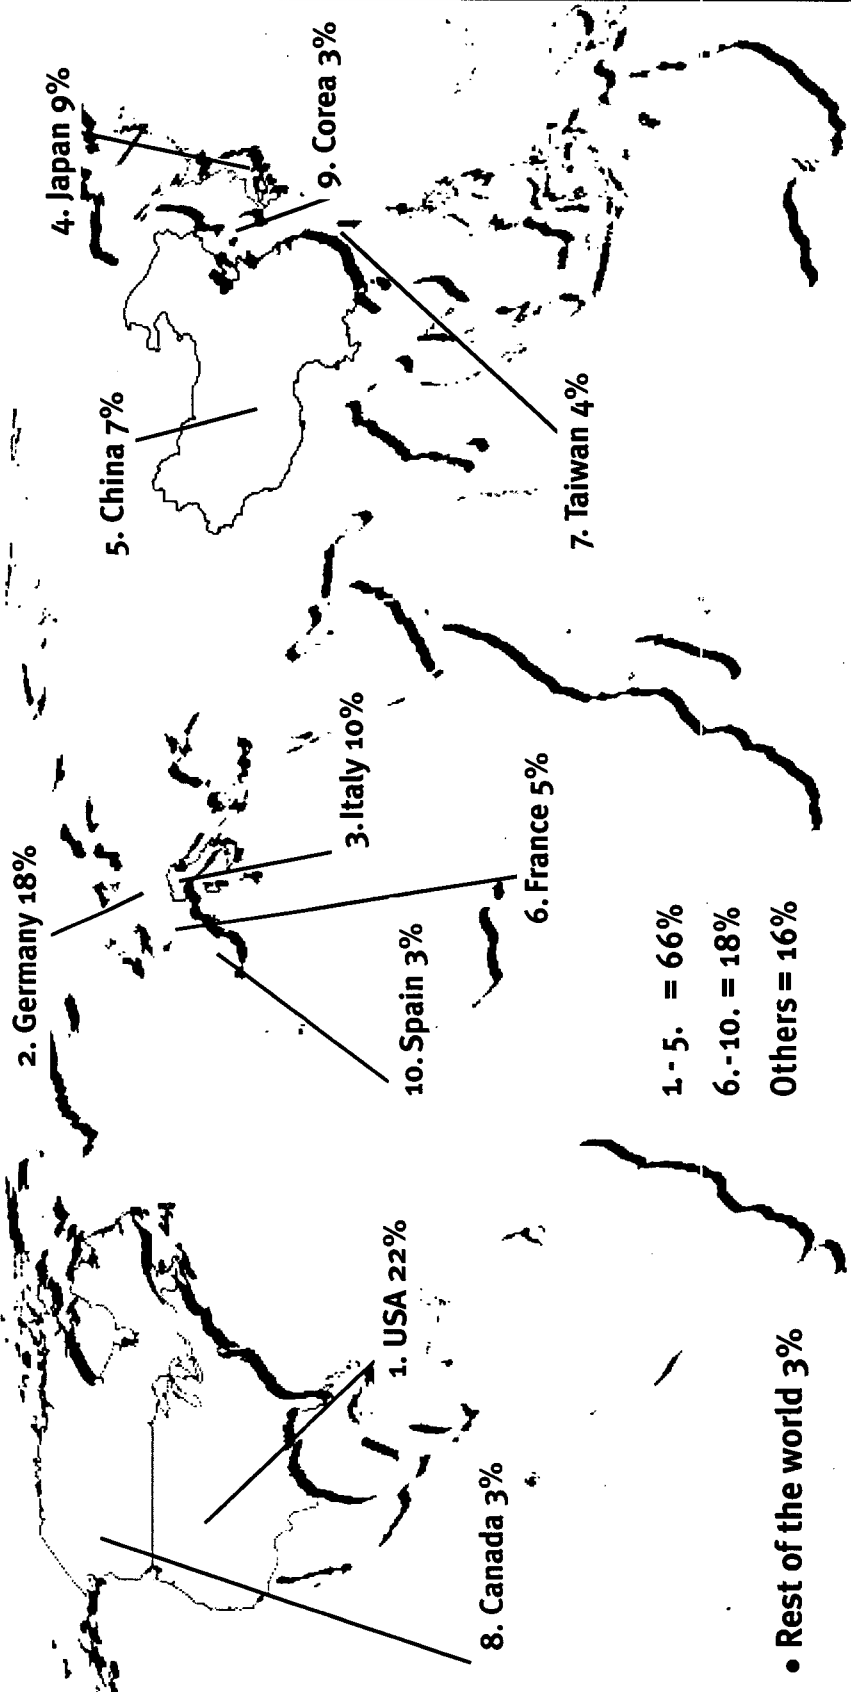 4. Japan 9%
9. Corea 3%
5. China 7%
7. Taiwan 4%
2. Germany 18%
3. Italy 10%
6. France 5%
10. Spain 3%
1. USA 22%
8. Canada 3%
1.- 5. = 66%
6.-10. = 18%
Others = 16%
• Rest of the world 3%